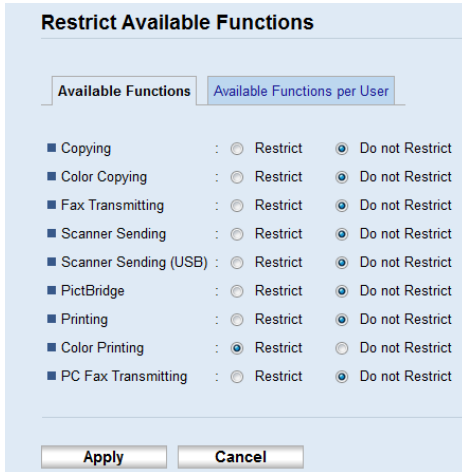 Restrict Available Functions
Available Functions Available Functions per User
Copying : Restrict Do not Restrict
Color Copying : Restrict Do not Restrict
Fax Transmitting : Restrict Do not Restrict
Scanner Sending : Restrict Do not Restrict
Scanner Sending (USB) : Restrict Do not Restrict
PictBridge : Restrict Do not Restrict
Printing : Restrict Do not Restrict
Color Printing : Restrict Do not Restrict
PC Fax Transmitting : Restrict Do not Restrict
Apply Cancel